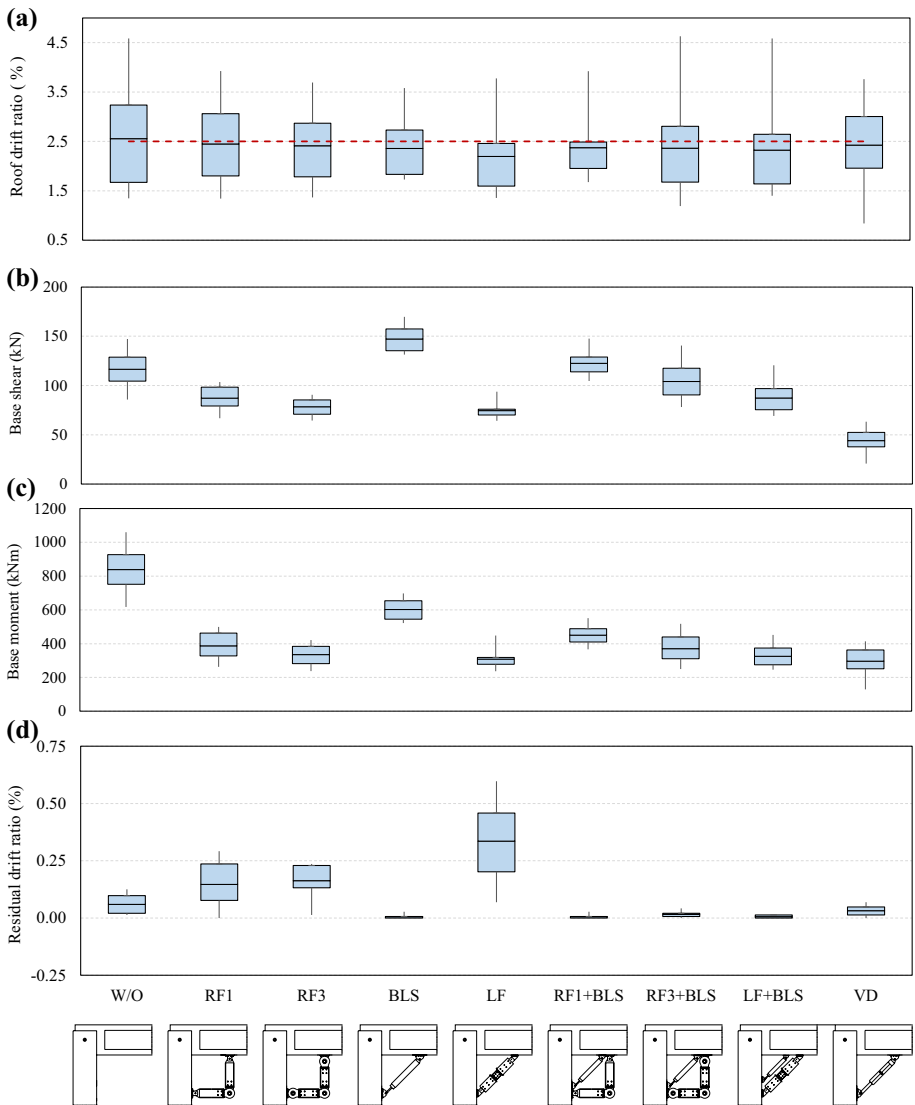 (a)
Roof drift ratio ( % )
4.5
3.5
2.5
1.5
0.5
(b)
Base shear (kN)
200
150
100
50
0
(c)
Base moment (kNm)
1200
1000
800
600
400
200
0
(d)
Residual drift ratio (%)
0.75
0.50
0.25
0.00
-0.25
W/O RF1 RF3 BLS LF RF1+BLS RF3+BLS LF+BLS VD